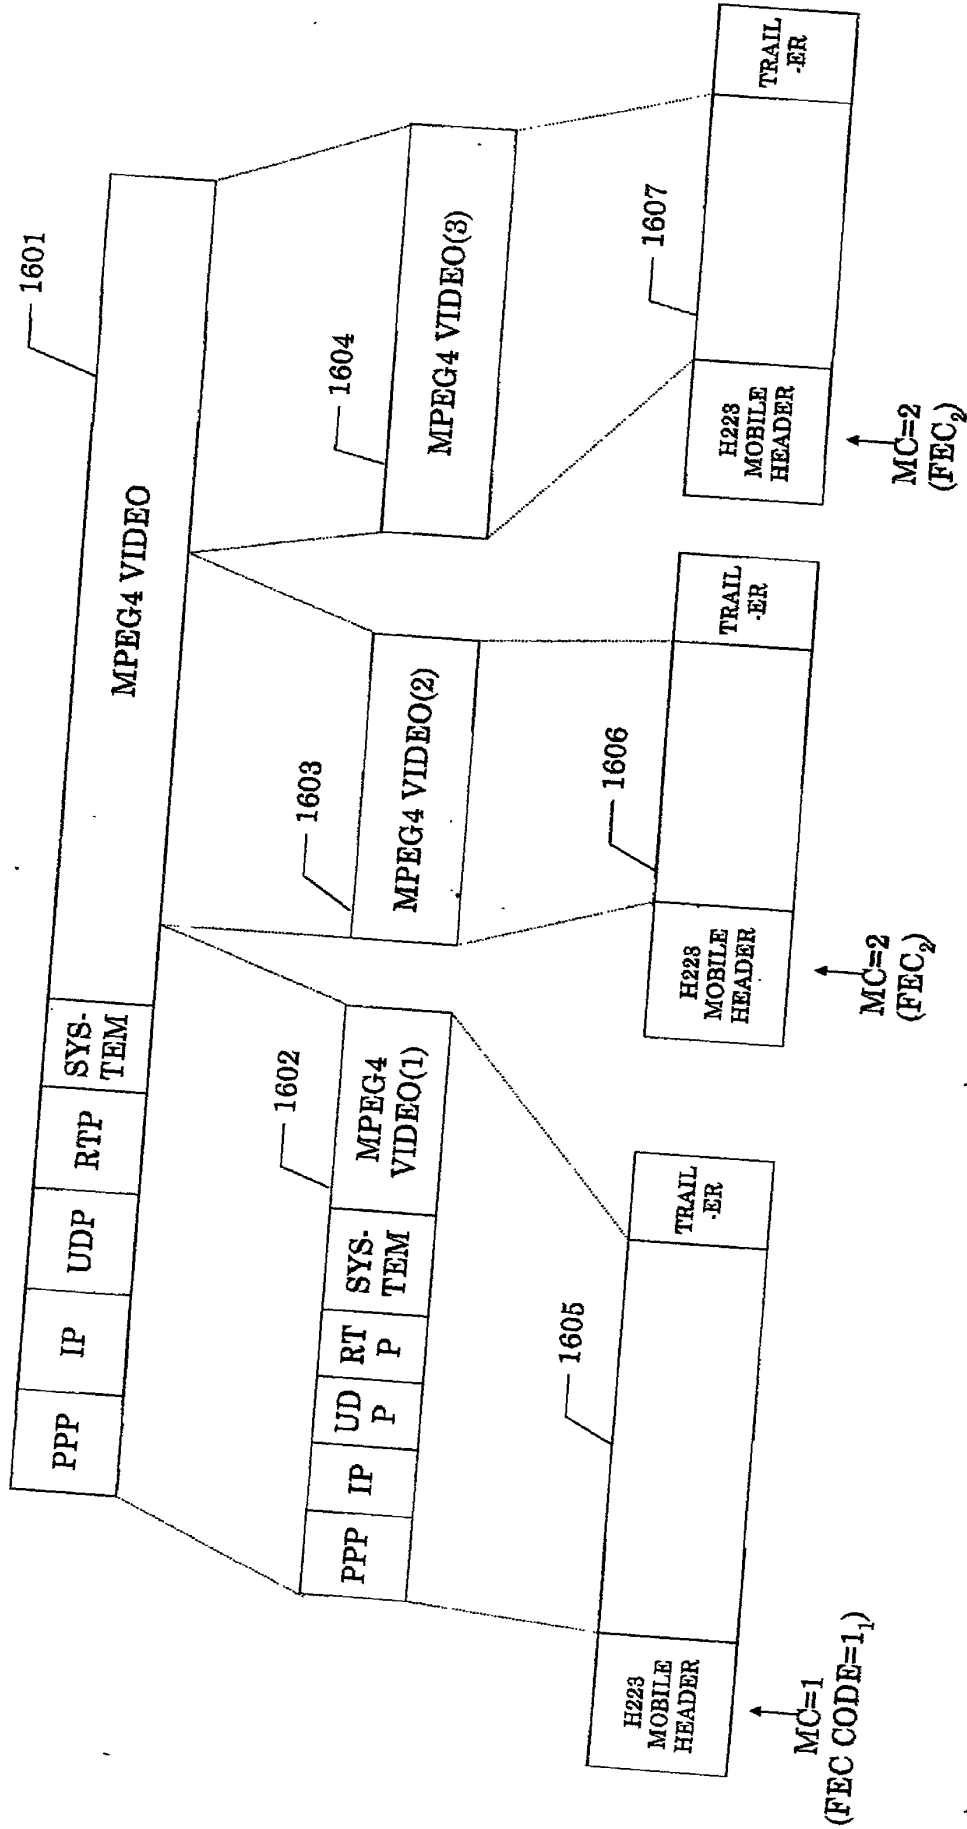 1601
PPP
IP
UDP
RTP
SYS-
TEM
MPEG4 VIDEO
1602
PPP
IP
UD
P
RT
P
SYS-
TEM
MPEG4
VIDEO(1)
1603
MPEG4 VIDEO(2)
1604
MPEG4 VIDEO(3)
1605
H223
MOBILE
HEADER
TRAIL
-ER
MC=1
(FEC CODE=1₁)
1606
H223
MOBILE
HEADER
TRAIL
-ER
MC=2
(FEC₂)
1607
H223
MOBILE
HEADER
TRAIL
-ER
MC=2
(FEC₂)